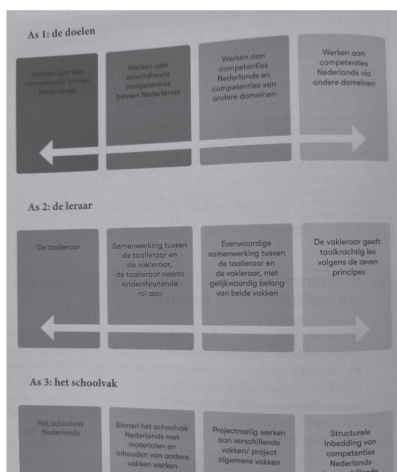 As 1: de doelen
Werken aan één
competentie binnen
Nederlands
Werken aan
verschillende
competenties
binnen Nederlands
Werken aan
competenties
Nederlands en
competenties van
andere domeinen
Werken aan
competenties
Nederlands via
andere domeinen
As 2: de leraar
De taalleraar
Samenwerking tussen
de taalleraar en
de vakleraar,
de taalleraar neemt
ondersteunende
rol aan
Evenwaardige
samenwerking tussen
de taalleraar en
de vakleraar, met
gelijkwaardig belang
van beide vakken
De vakleraar geeft
taalkrachtig les
volgens de zeven
principes
As 3: het schoolvak
Het schoolvak
Nederlands
Binnen het schoolvak
Nederlands met
materialen en
inhouden van andere
vakken werken
Projectmatig werken
aan verschillende
vakken/ project
algemene vakken
Structurele
inbedding van
competenties
Nederlands